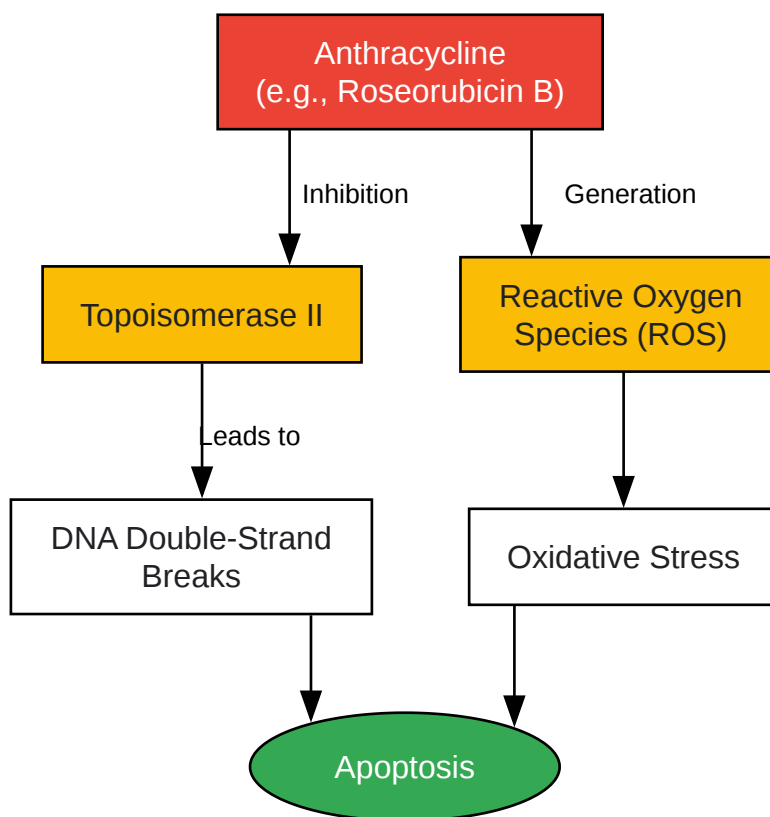 Anthracycline
(e.g., Roseorubicin B)
Inhibition
Generation
Topoisomerase II
Reactive Oxygen
Species (ROS)
Leads to
DNA Double-Strand
Breaks
Oxidative Stress
Apoptosis